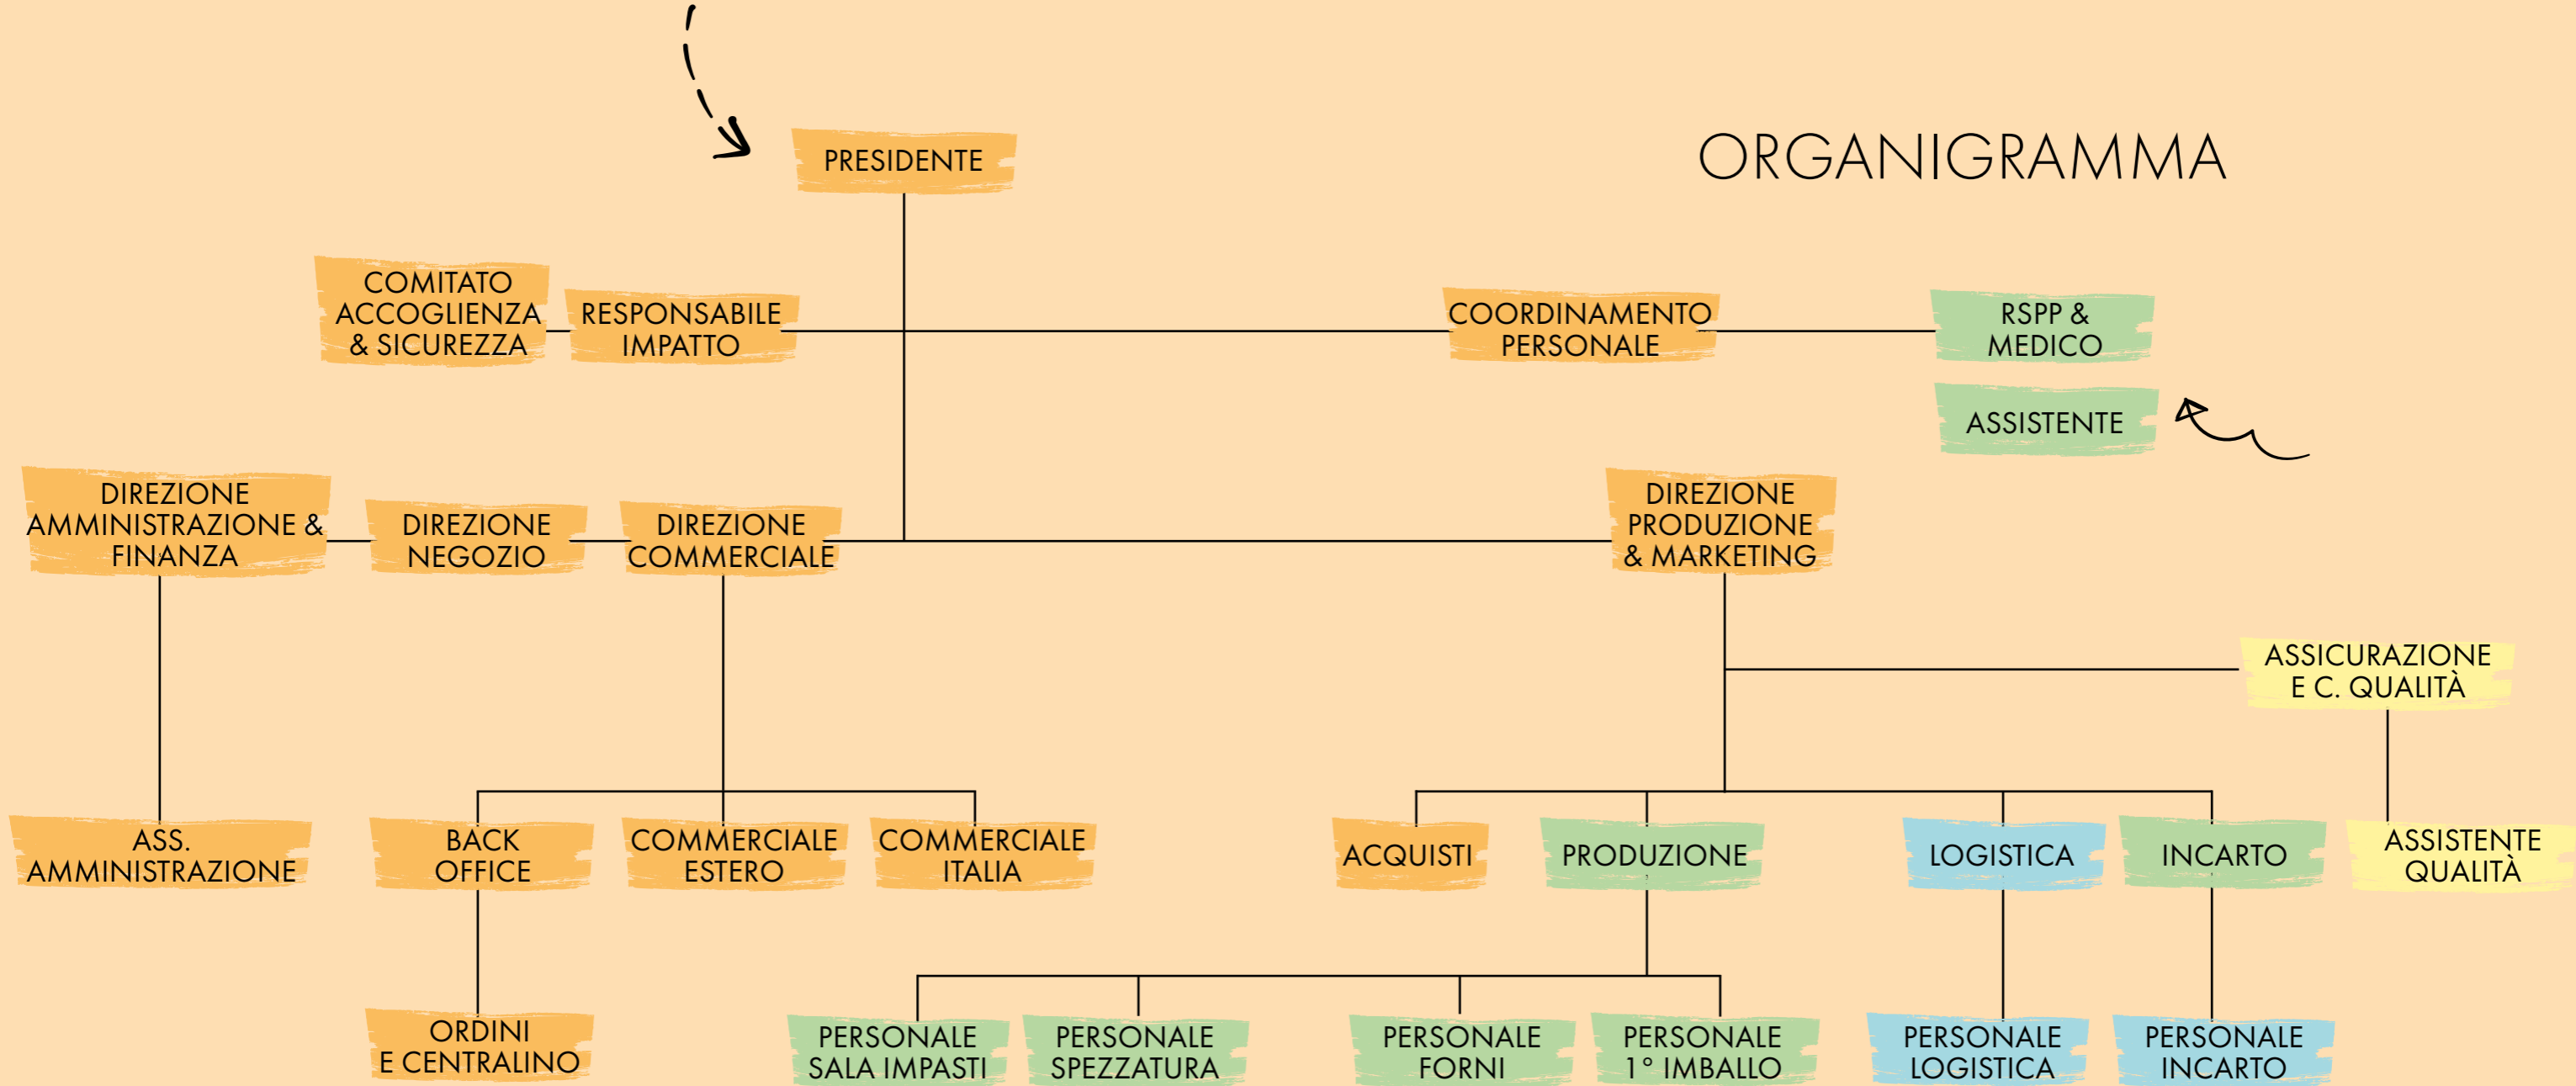 ORGANIGRAMMA
PRESIDENTE
COMITATO
ACCOGLIENZA
& SICUREZZA
RESPONSABILE
IMPATTO
COORDINAMENTO
PERSONALE
RSPP &
MEDICO
ASSISTENTE
DIREZIONE
AMMINISTRAZIONE &
FINANZA
DIREZIONE
NEGOZIO
DIREZIONE
COMMERCIALE
DIREZIONE
PRODUZIONE
& MARKETING
ASSICURAZIONE
E C. QUALITÀ
ASS.
AMMINISTRAZIONE
BACK
OFFICE
COMMERCIALE
ESTERO
COMMERCIALE
ITALIA
ACQUISTI
PRODUZIONE
LOGISTICA
INCARTO
ASSISTENTE
QUALITÀ
ORDINI
E CENTRALINO
PERSONALE
SALA IMPASTI
PERSONALE
SPEZZATURA
PERSONALE
FORNI
PERSONALE
1° IMBALLO
PERSONALE
LOGISTICA
PERSONALE
INCARTO